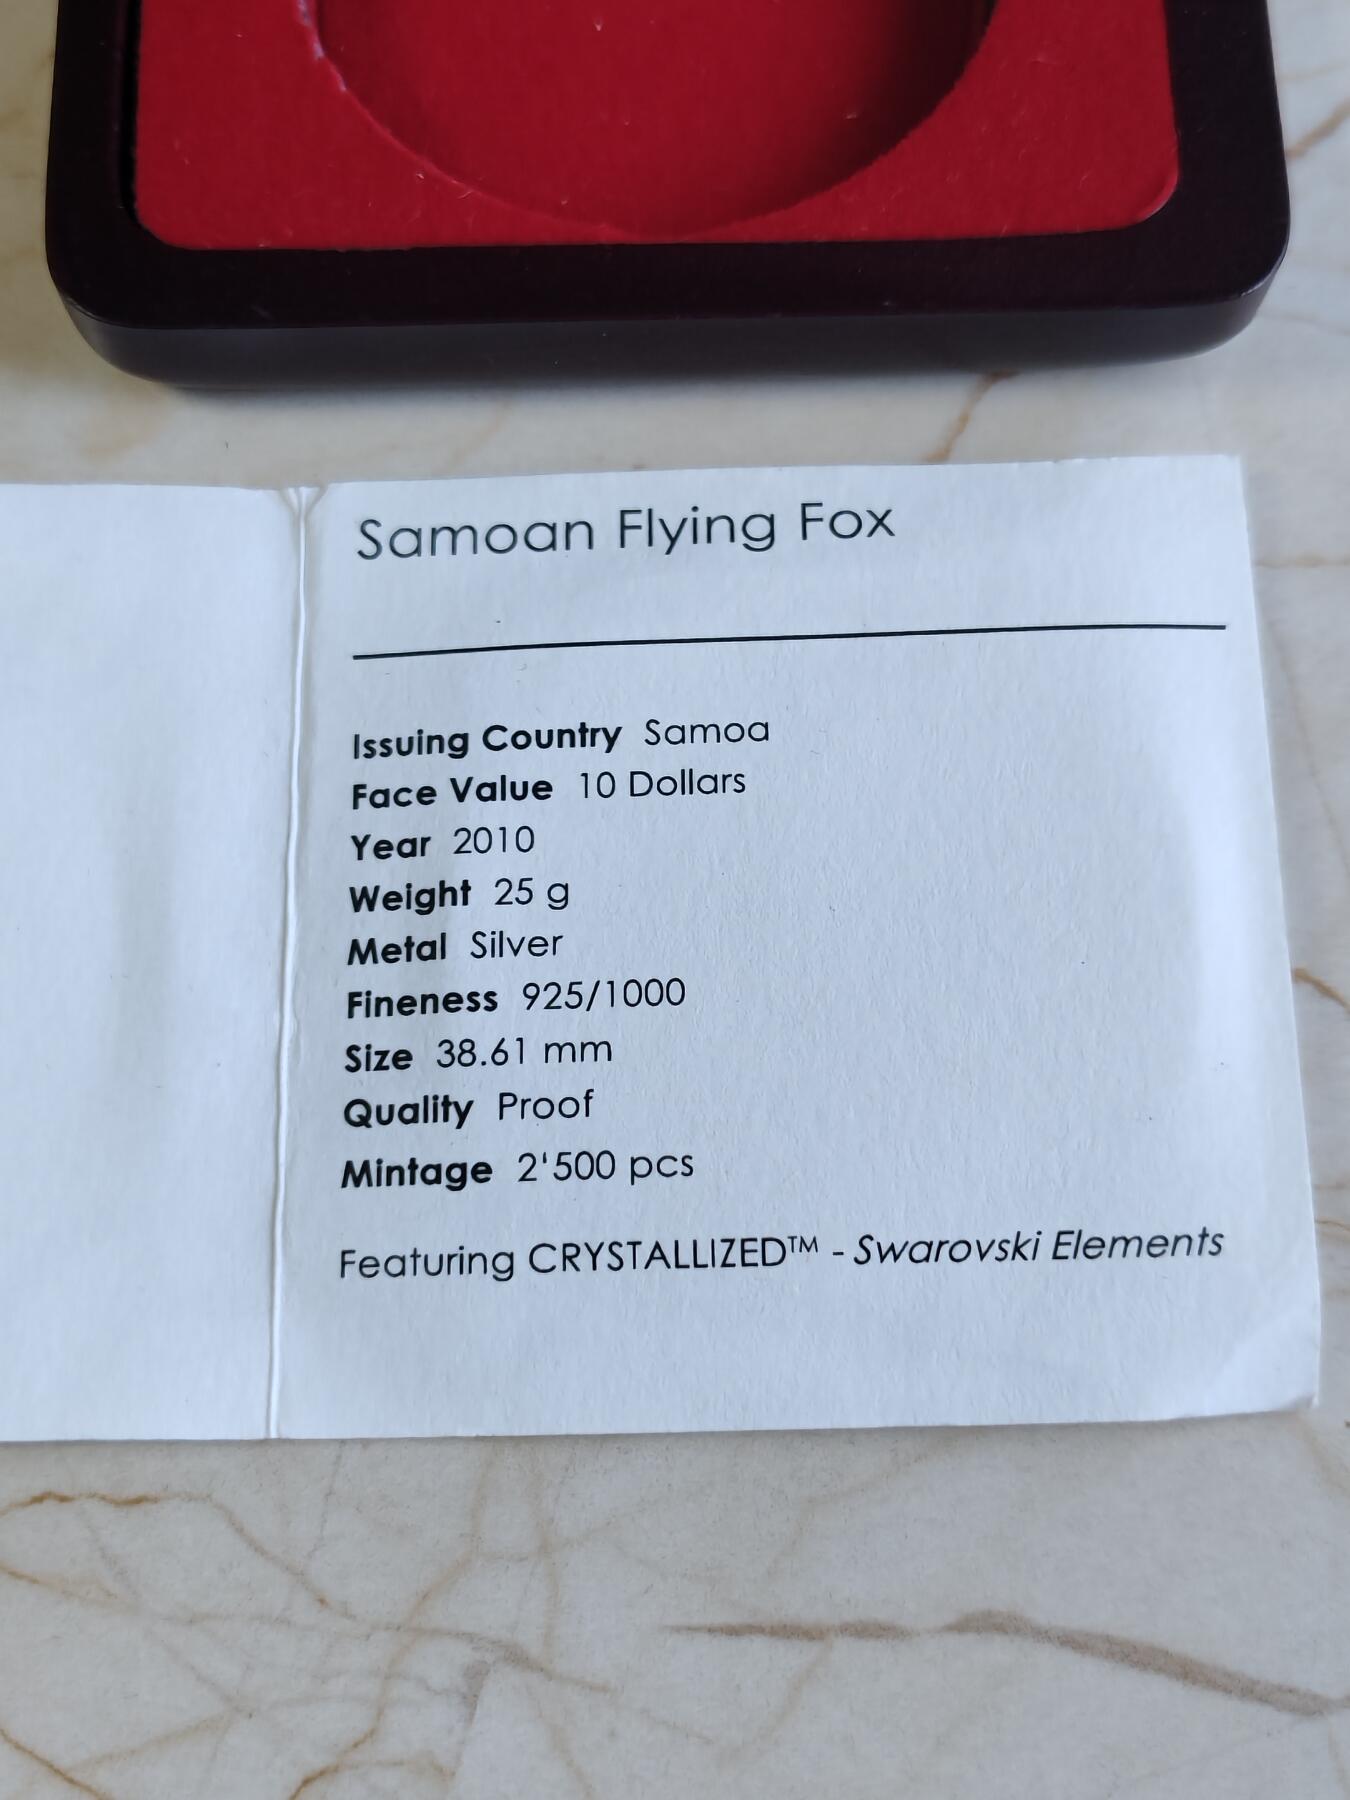 Samoan Flying Fox
Issuing Country Samoa
Face Value 10 Dollars
Year 2010
Weight 25 g
Metal Silver
Fineness 925/1000
Size 38.61 mm
Quality Proof
Mintage 2'500 pcs
Featuring CRYSTALLIZED™ - Swarovski Elements